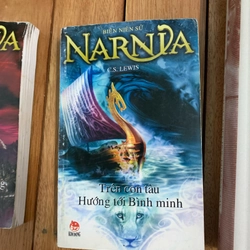 BIÊN NIÊN SỬ
NARNIA
C.S. LEWIS
Trên con tàu
Hướng tới Bình minh